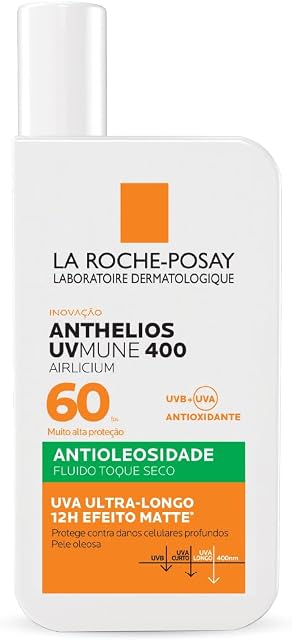 LA ROCHE-POSAY
LABORATOIRE DERMATOLOGIQUE
INOVAÇÃO
ANTHELIOS
UVMUNE 400
AIRLICIUM
60 fps
Muito alta proteção
UVB+UVA
ANTIOXIDANTE
ANTIOLEOSIDADE
FLUIDO TOQUE SECO
UVA ULTRA-LONGO
12H EFEITO MATTE*
Protege contra danos celulares profundos
Pele oleosa
UVB
UVA CURTO
UVA LONGO
400nm